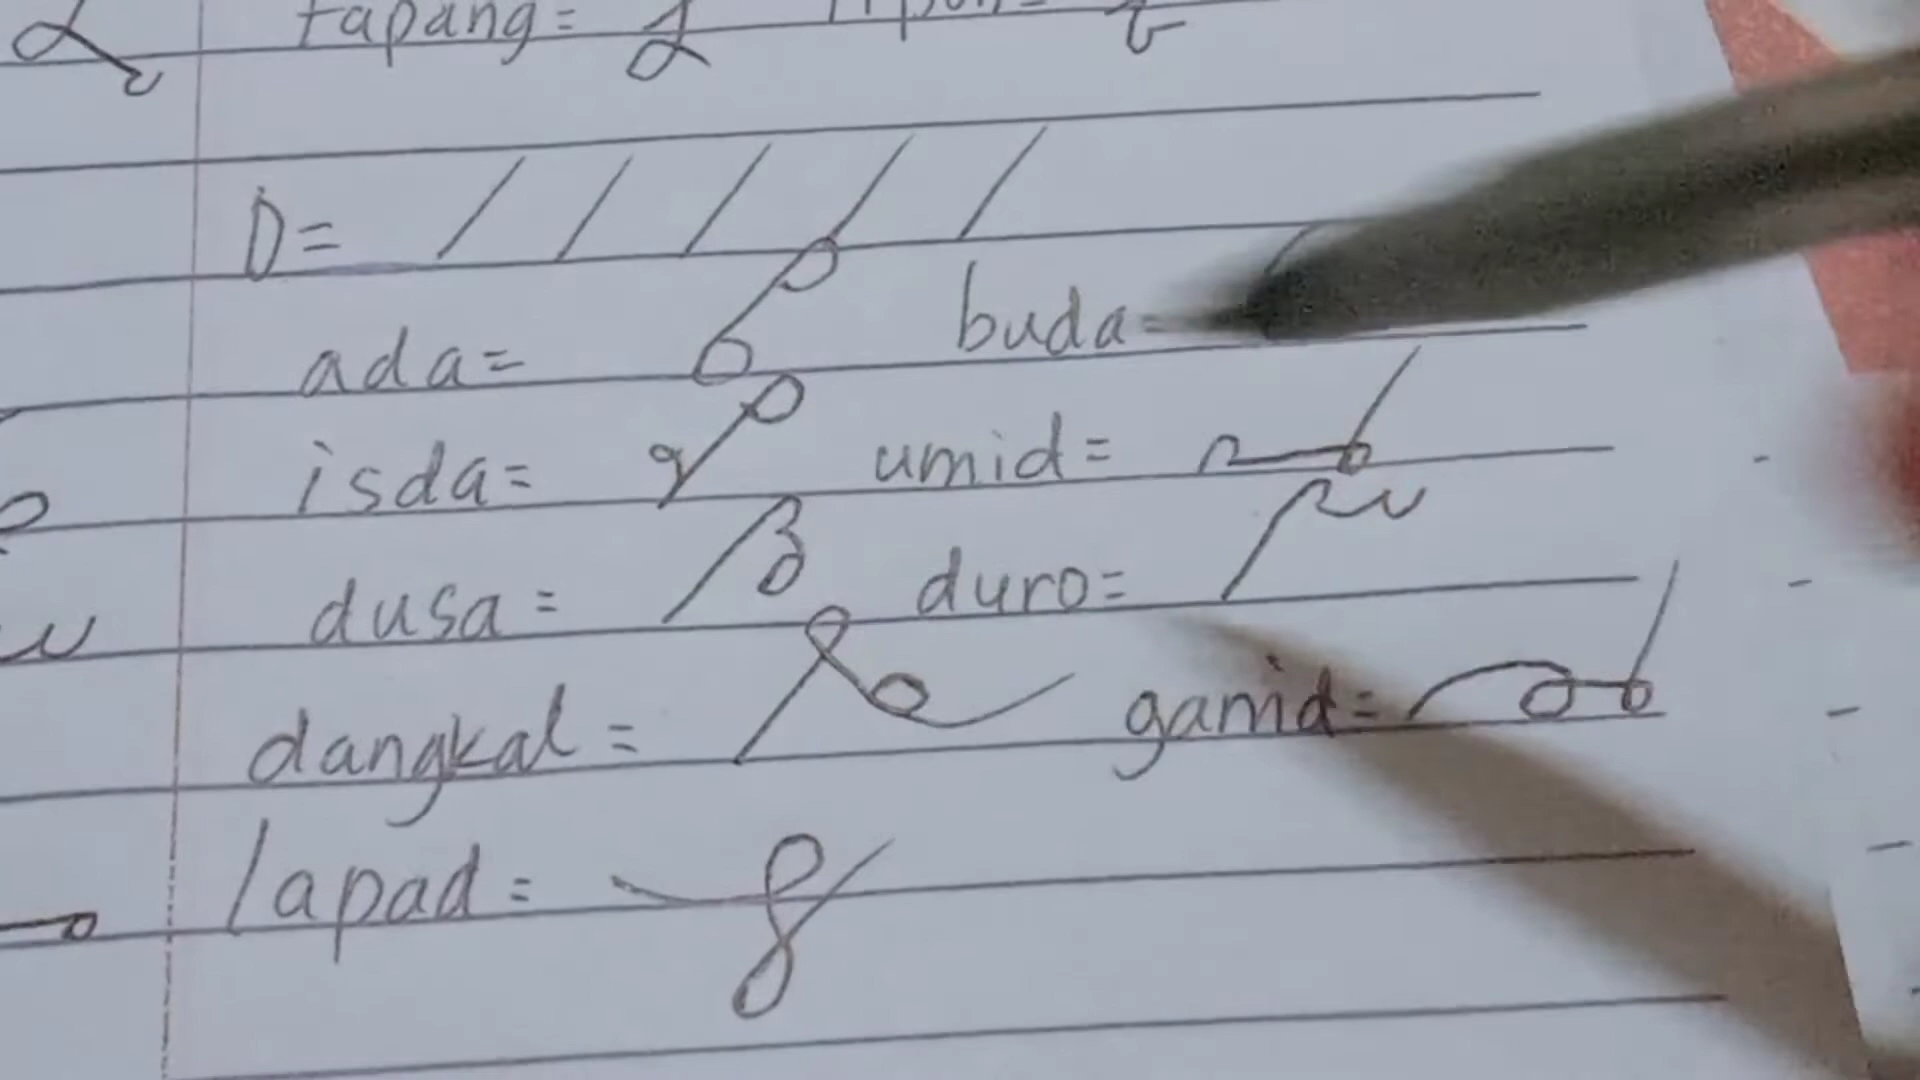 tapang =
D =
ada = buda =
isda = umid =
dusa = duro =
dangkal = gamid =
lapad =